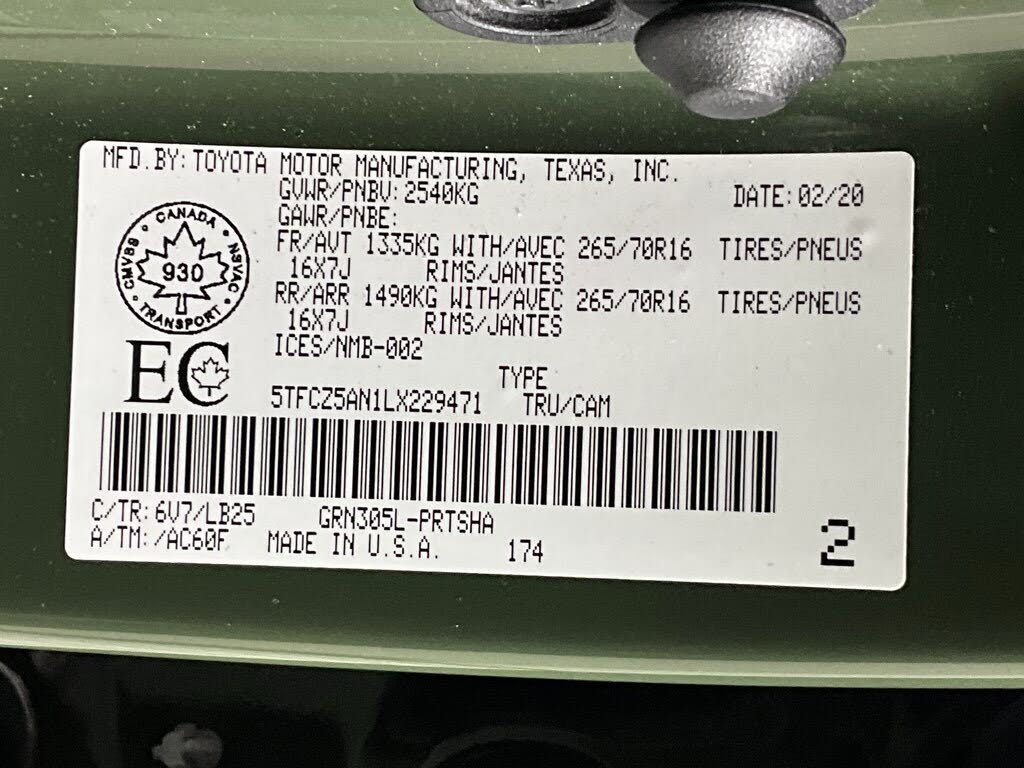 MFD.BY:TOYOTA MOTOR MANUFACTURING, TEXAS, INC.
GVWR/PNBV:2540KG DATE:02/20
GAWR/PNBE:
FR/AVT 1335KG WITH/AVEC 265/70R16 TIRES/PNEUS
16X7J RIMS/JANTES
RR/ARR 1490KG WITH/AVEC 265/70R16 TIRES/PNEUS
16X7J RIMS/JANTES
ICES/NMB-002
CANADA
CMVSS 930 NSVAC
TRANSPORT
EC
TYPE
5TFCZ5AN1LX229471 TRU/CAM
C/TR:6V7/LB25 GRN305L-PRTSHA
A/TM:/AC60F MADE IN U.S.A. 174
2